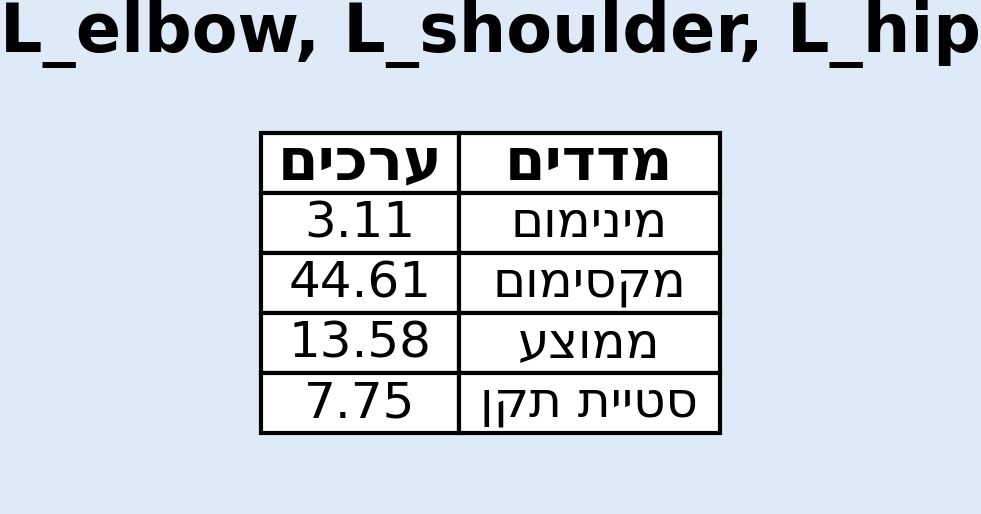 L_elbow, L_shoulder, L_hip
מדדים ערכים
מינימום 3.11
מקסימום 44.61
ממוצע 13.58
סטיית תקן 7.75